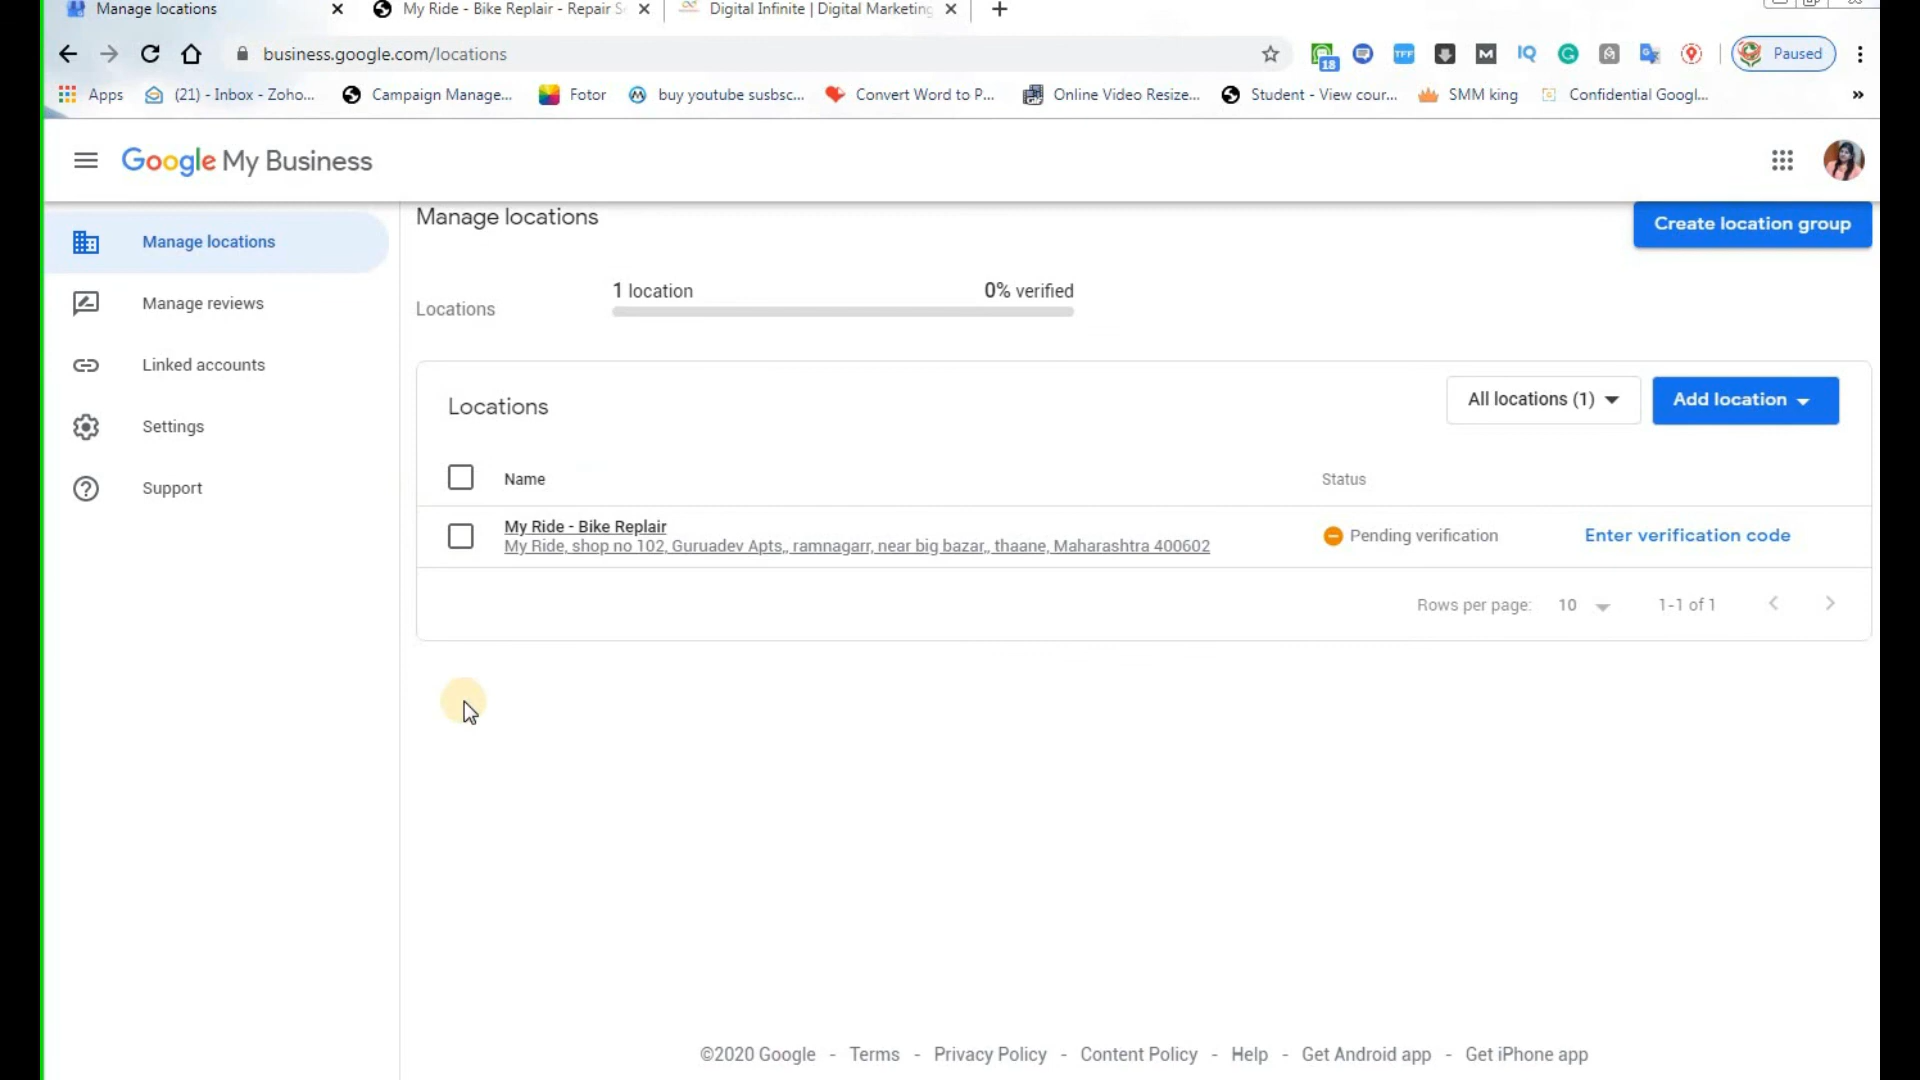 Manage locations
My Ride - Bike Replair - Repair S
Digital Infinite | Digital Marketing
business.google.com/locations
18
TFF
M
IQ
G
Paused
Apps
(21) - Inbox - Zoho...
Campaign Manage...
Fotor
buy youtube susbsc...
Convert Word to P...
Online Video Resize...
Student - View cour...
SMM king
Confidential Googl...
»
Google My Business
Manage locations
Manage reviews
Linked accounts
Settings
Support
Manage locations
Create location group
Locations
1 location
0% verified
Locations
All locations (1)
Add location
Name
Status
My Ride - Bike Replair
My Ride, shop no 102, Guruadev Apts,, ramnagarr, near big bazar,, thaane, Maharashtra 400602
Pending verification
Enter verification code
Rows per page: 10
1-1 of 1
©2020 Google - Terms - Privacy Policy - Content Policy - Help - Get Android app - Get iPhone app